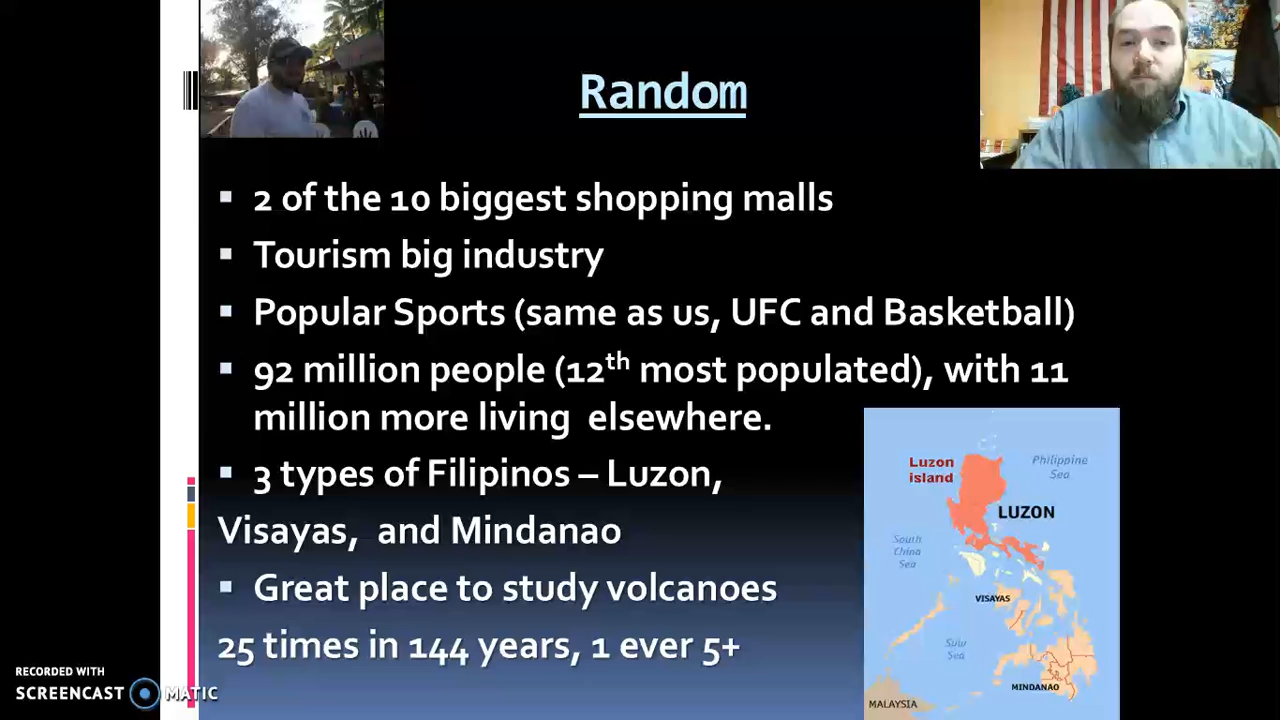 Random
2 of the 10 biggest shopping malls
Tourism big industry
Popular Sports (same as us, UFC and Basketball)
92 million people (12th most populated), with 11
million more living elsewhere.
3 types of Filipinos – Luzon,
Visayas, and Mindanao
Great place to study volcanoes
25 times in 144 years, 1 ever 5+
Luzon
island
Philippine
Sea
LUZON
South
China
Sea
VISAYAS
Sulu
Sea
MINDANAO
MALAYSIA
RECORDED WITH
SCREENCAST MATIC